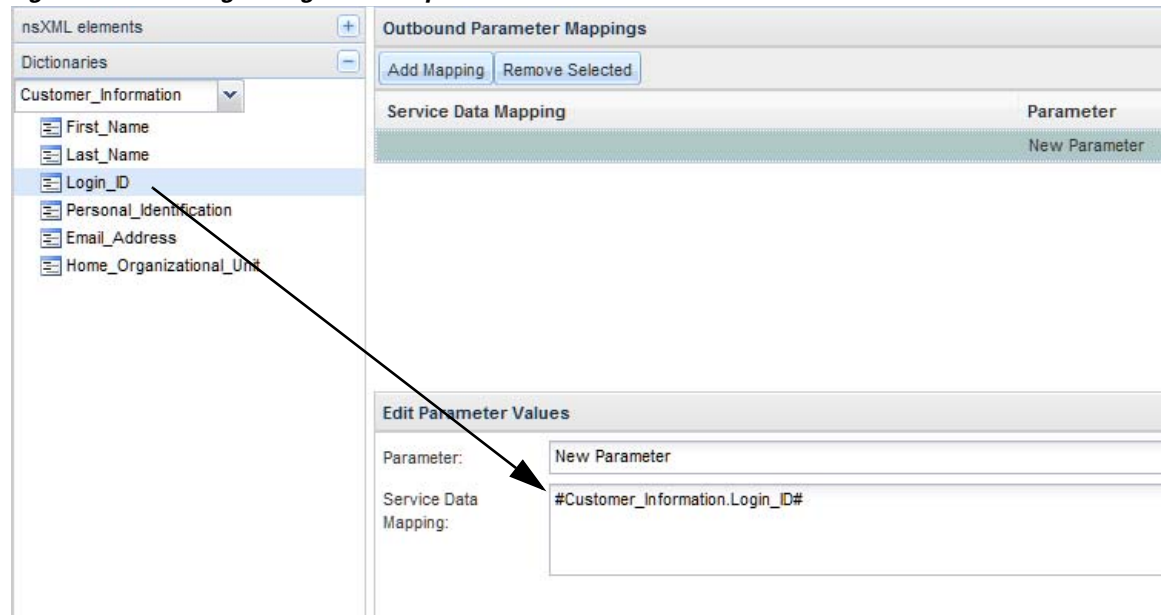 nsXML elements
Dictionaries
Customer_Information
First_Name
Last_Name
Login_ID
Personal_Identification
Email_Address
Home_Organizational_Unit
Outbound Parameter Mappings
Add Mapping Remove Selected
Service Data Mapping Parameter
New Parameter
Edit Parameter Values
Parameter: New Parameter
Service Data
Mapping:
#Customer_Information.Login_ID#